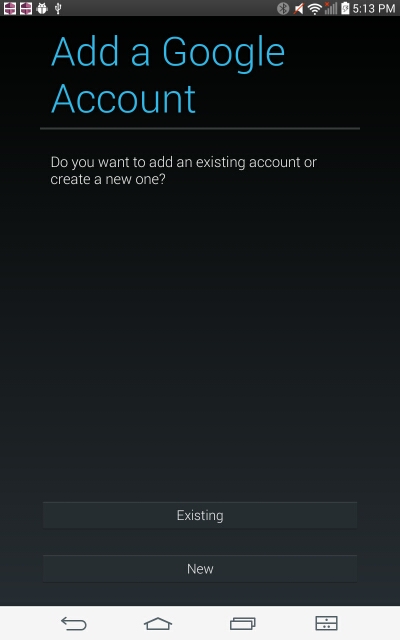 5:13 PM
Add a Google
Account
Do you want to add an existing account or
create a new one?
Existing
New